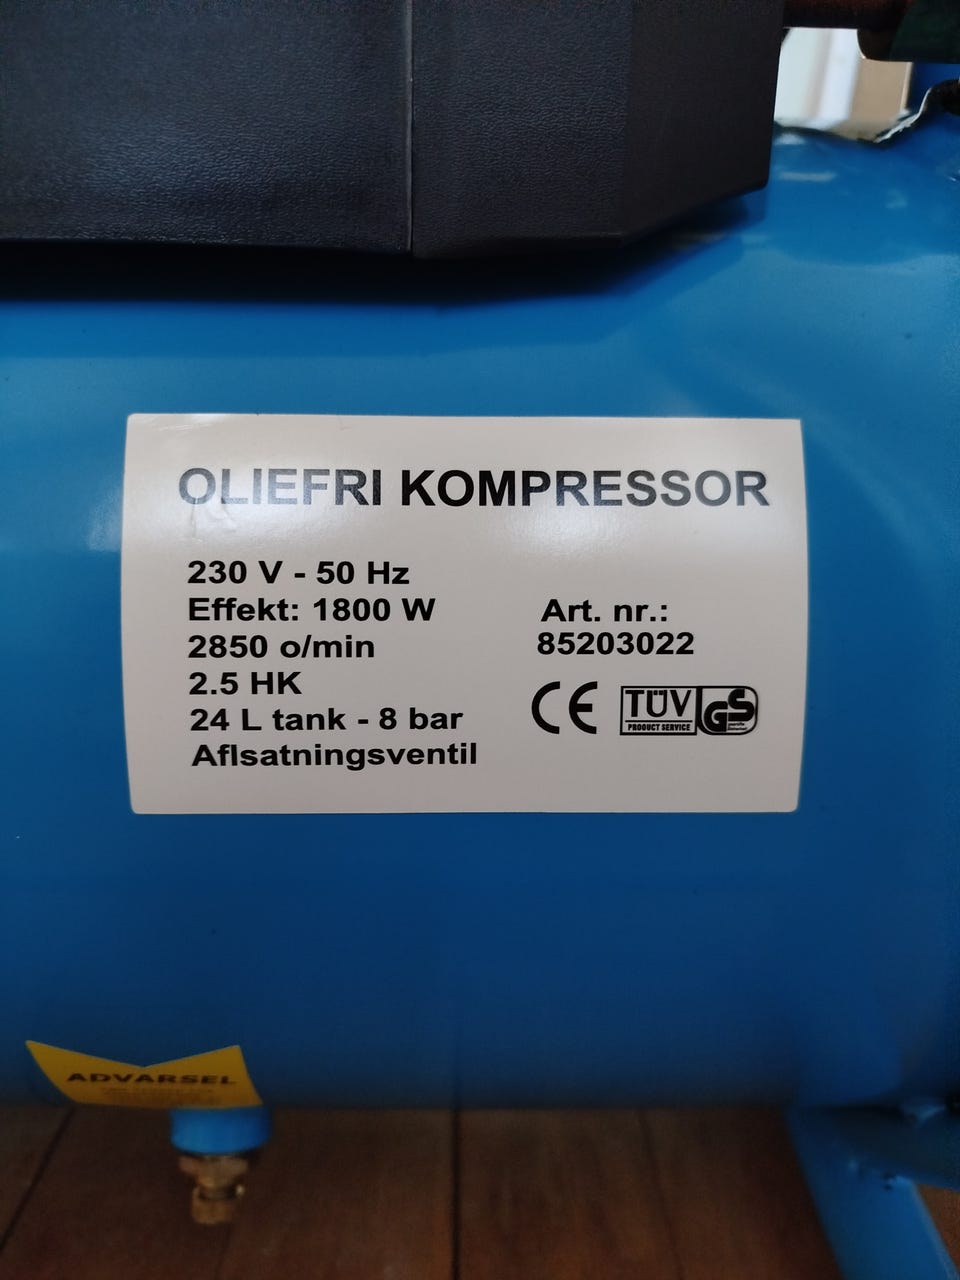 OLIEFRI KOMPRESSOR
230 V - 50 Hz
Effekt: 1800 W
2850 o/min
2.5 HK
24 L tank - 8 bar
Aflsatningsventil
Art. nr.:
85203022
CE
TÜV
PRODUCT SERVICE
GS
ADVARSEL